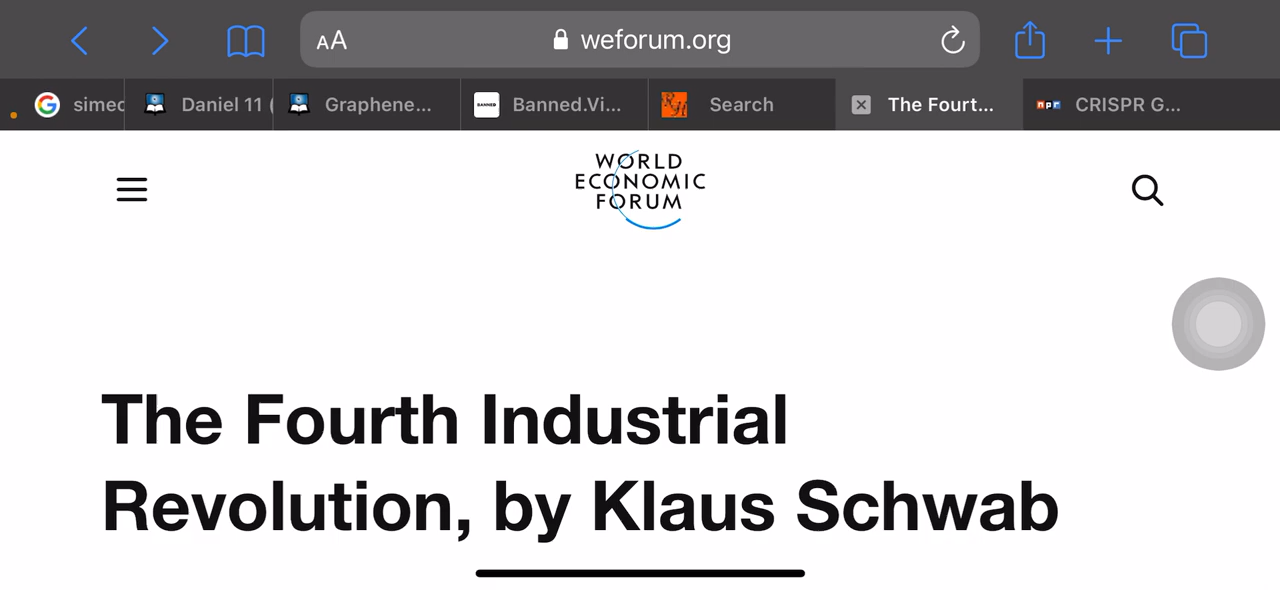 AA weforum.org
simec Daniel 11 ( Graphene... BANNED Banned.Vi... RH Search The Fourt... npr CRISPR G...
WORLD
ECONOMIC
FORUM
The Fourth Industrial
Revolution, by Klaus Schwab